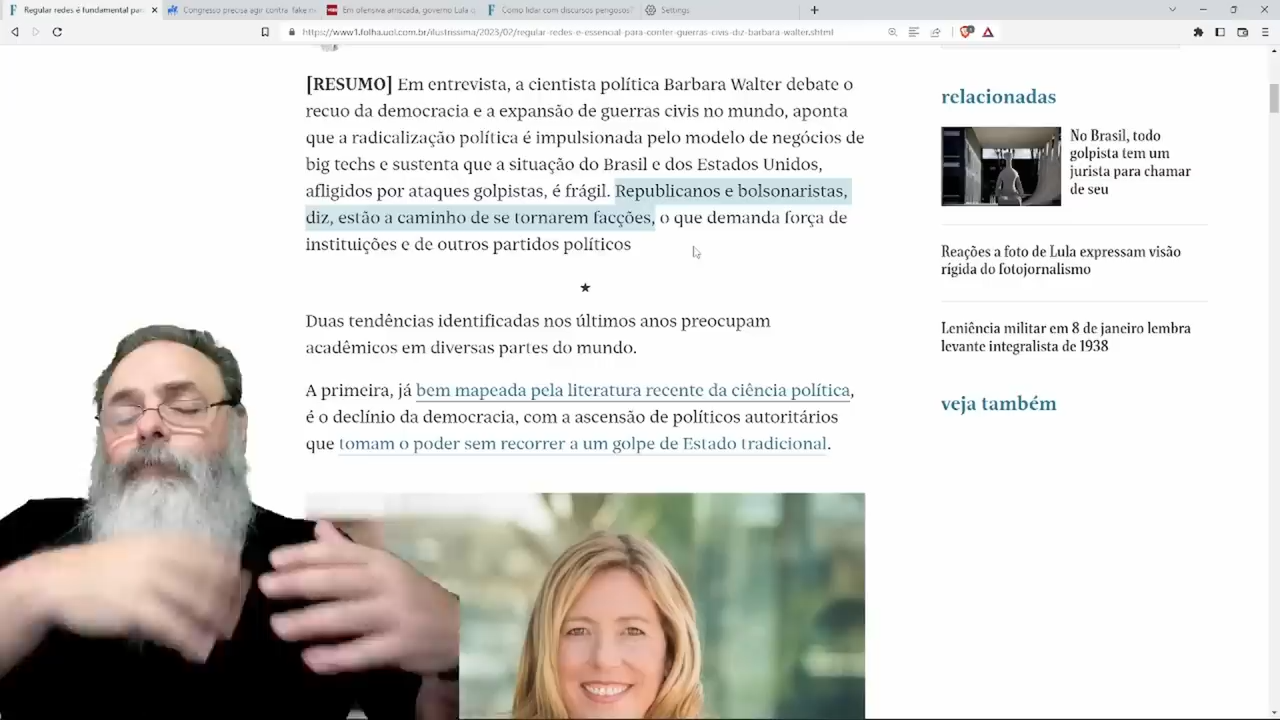 Regular redes é fundamental par
Congresso precisa agir contra fake ne
Em ofensiva arriscada, governo Lula q
Como lidar com discursos perigosos?
Settings
https://www1.folha.uol.com.br/ilustrissima/2023/02/regular-redes-e-essencial-para-conter-guerras-civis-diz-barbara-walter.shtml
[RESUMO] Em entrevista, a cientista política Barbara Walter debate o
recuo da democracia e a expansão de guerras civis no mundo, aponta
que a radicalização política é impulsionada pelo modelo de negócios de
big techs e sustenta que a situação do Brasil e dos Estados Unidos,
afligidos por ataques golpistas, é frágil. Republicanos e bolsonaristas,
diz, estão a caminho de se tornarem facções, o que demanda força de
instituições e de outros partidos políticos
Duas tendências identificadas nos últimos anos preocupam
acadêmicos em diversas partes do mundo.
A primeira, já bem mapeada pela literatura recente da ciência política,
é o declínio da democracia, com a ascensão de políticos autoritários
que tomam o poder sem recorrer a um golpe de Estado tradicional.
relacionadas
No Brasil, todo
golpista tem um
jurista para chamar
de seu
Reações a foto de Lula expressam visão
rígida do fotojornalismo
Leniência militar em 8 de janeiro lembra
levante integralista de 1938
veja também